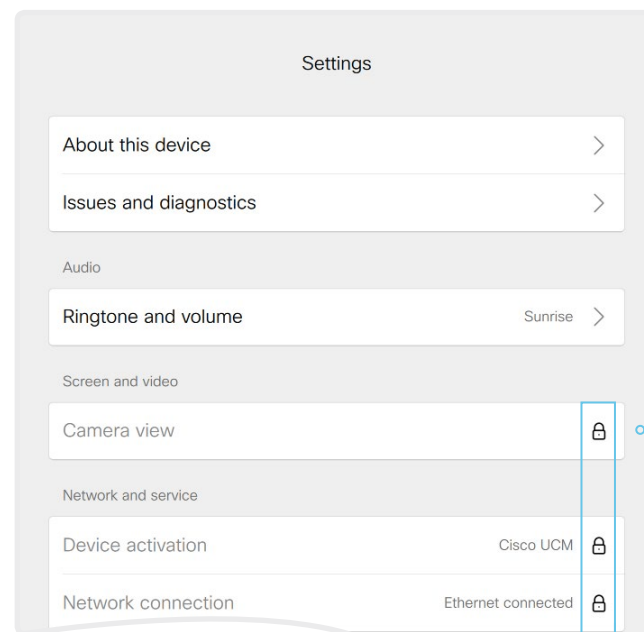 Settings
About this device
Issues and diagnostics
Audio
Ringtone and volume Sunrise
Screen and video
Camera view
Network and service
Device activation Cisco UCM
Network connection Ethernet connected